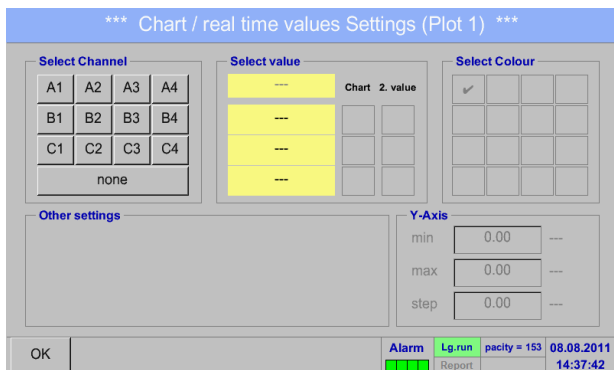 *** Chart / real time values Settings (Plot 1) ***
Select Channel
A1 A2 A3 A4
B1 B2 B3 B4
C1 C2 C3 C4
none
Select value
--- Chart 2. value
---
---
---
Select Colour
✔
Other settings
Y-Axis
min 0.00 ---
max 0.00 ---
step 0.00 ---
OK
Alarm Lg.run pacity = 153 08.08.2011
Report 14:37:42